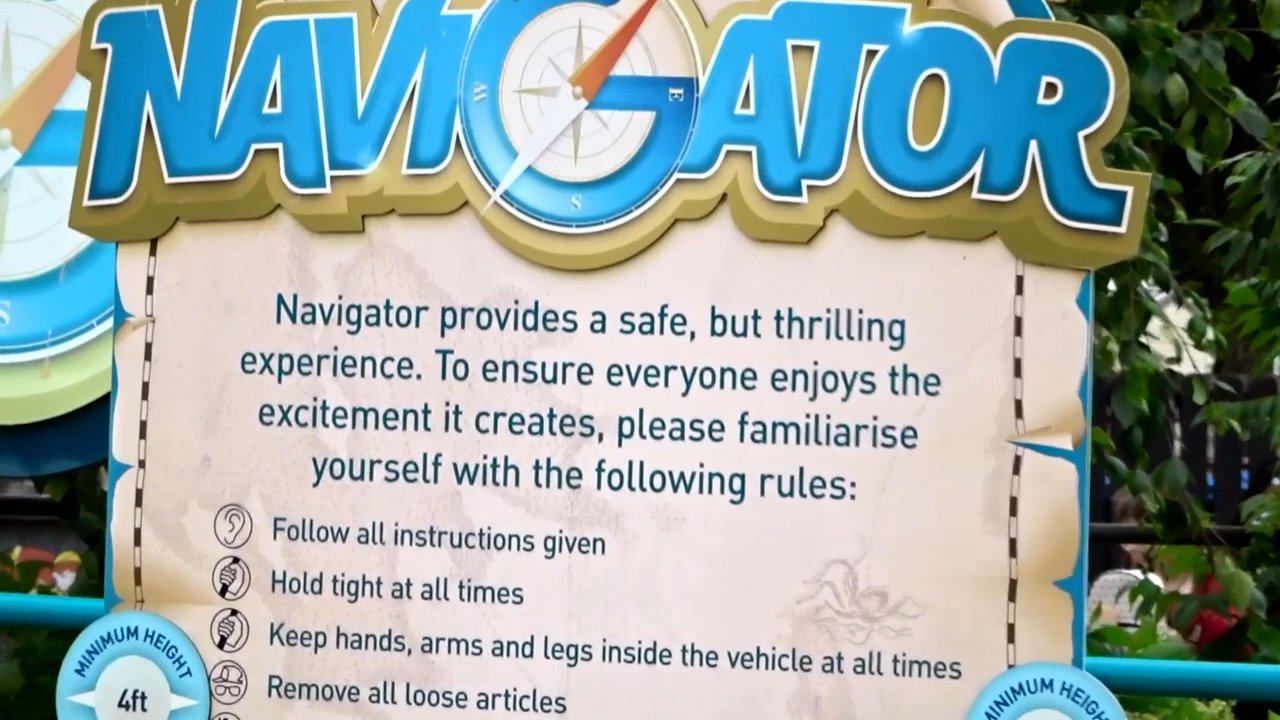 NAVIGATOR
W
E
S
S
Navigator provides a safe, but thrilling
experience. To ensure everyone enjoys the
excitement it creates, please familiarise
yourself with the following rules:
Follow all instructions given
Hold tight at all times
Keep hands, arms and legs inside the vehicle at all times
Remove all loose articles
MINIMUM HEIGHT
4ft
MINIMUM HEIGH